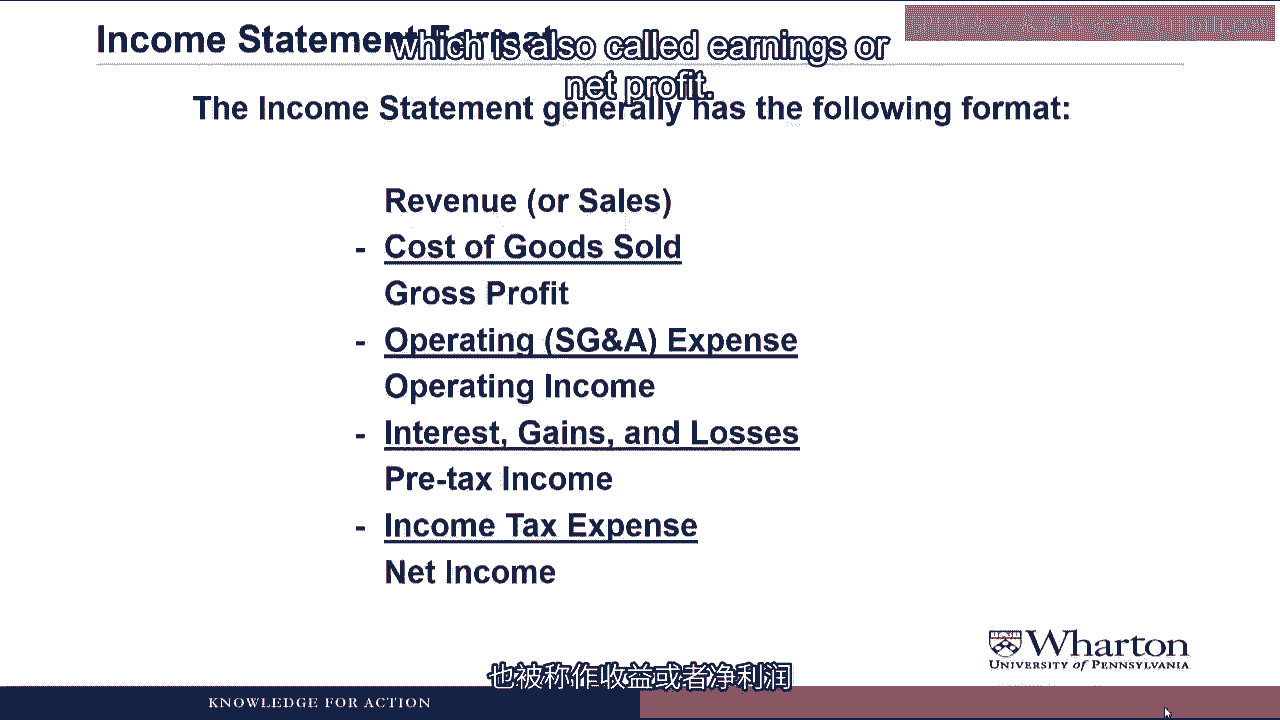 Income Statement Format
which is also called earnings or
net profit.
The Income Statement generally has the following format:
Revenue (or Sales)
- Cost of Goods Sold
Gross Profit
- Operating (SG&A) Expense
Operating Income
- Interest, Gains, and Losses
Pre-tax Income
- Income Tax Expense
Net Income
Wharton
UNIVERSITY of PENNSYLVANIA
也被称作收益或者净利润
KNOWLEDGE FOR ACTION